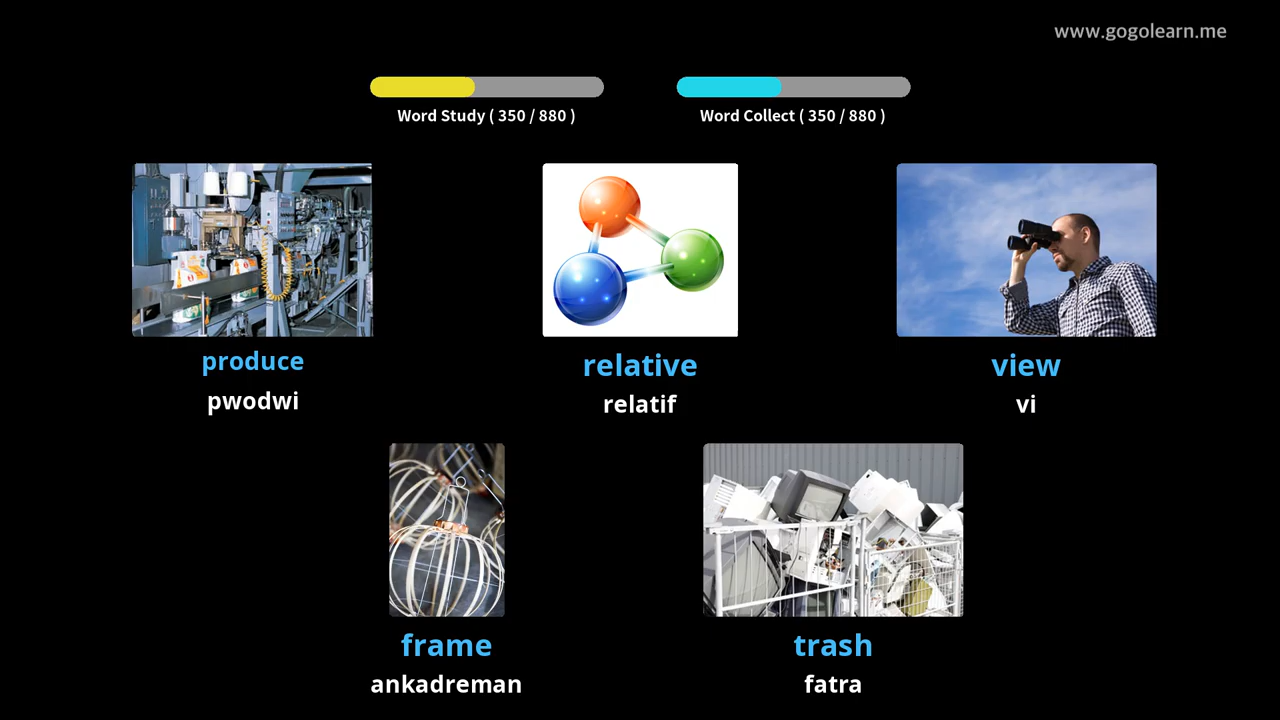 www.gogolearn.me
Word Study ( 350 / 880 )
Word Collect ( 350 / 880 )
produce
pwodwi
relative
relatif
view
vi
frame
ankadreman
trash
fatra